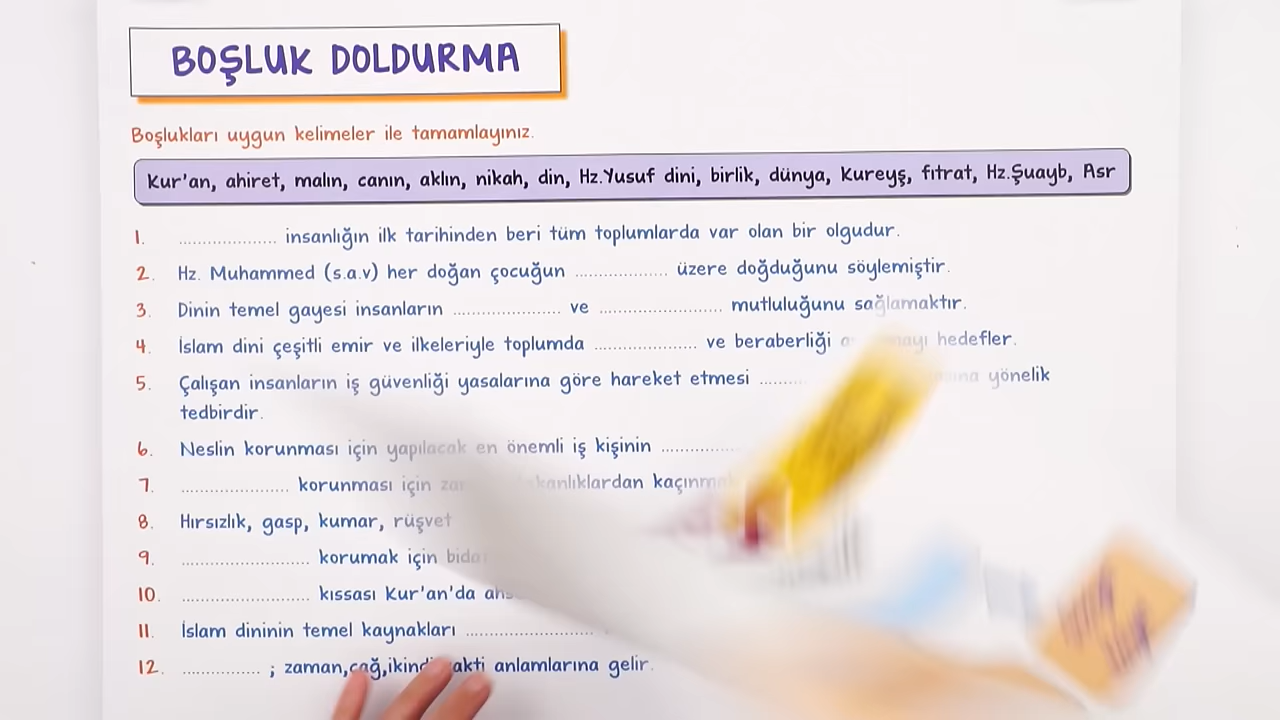 BOŞLUK DOLDURMA
Boşlukları uygun kelimeler ile tamamlayınız.
Kur'an, ahiret, malın, canın, aklın, nikah, din, Hz.Yusuf dini, birlik, dünya, Kureyş, fıtrat, Hz.Şuayb, Asr
1. .................... insanlığın ilk tarihinden beri tüm toplumlarda var olan bir olgudur.
2. Hz. Muhammed (s.a.v) her doğan çocuğun ................... üzere doğduğunu söylemiştir.
3. Dinin temel gayesi insanların ...................... ve ......................... mutluluğunu sağlamaktır.
4. İslam dini çeşitli emir ve ilkeleriyle toplumda ..................... ve beraberliği hedefler.
5. Çalışan insanların iş güvenliği yasalarına göre hareket etmesi ......... yönelik
tedbirdir.
6. Neslin korunması için yapılacak en önemli iş kişinin ................
7. ...................... korunması için kaçınma
8. Hırsızlık, gasp, kumar, rüşvet
9. .......................... korumak için
10. .......................... kıssası Kur'an'da
11. İslam dininin temel kaynakları ..........................
12. ................ ; zaman,çağ,ikindi vakti anlamlarına gelir.